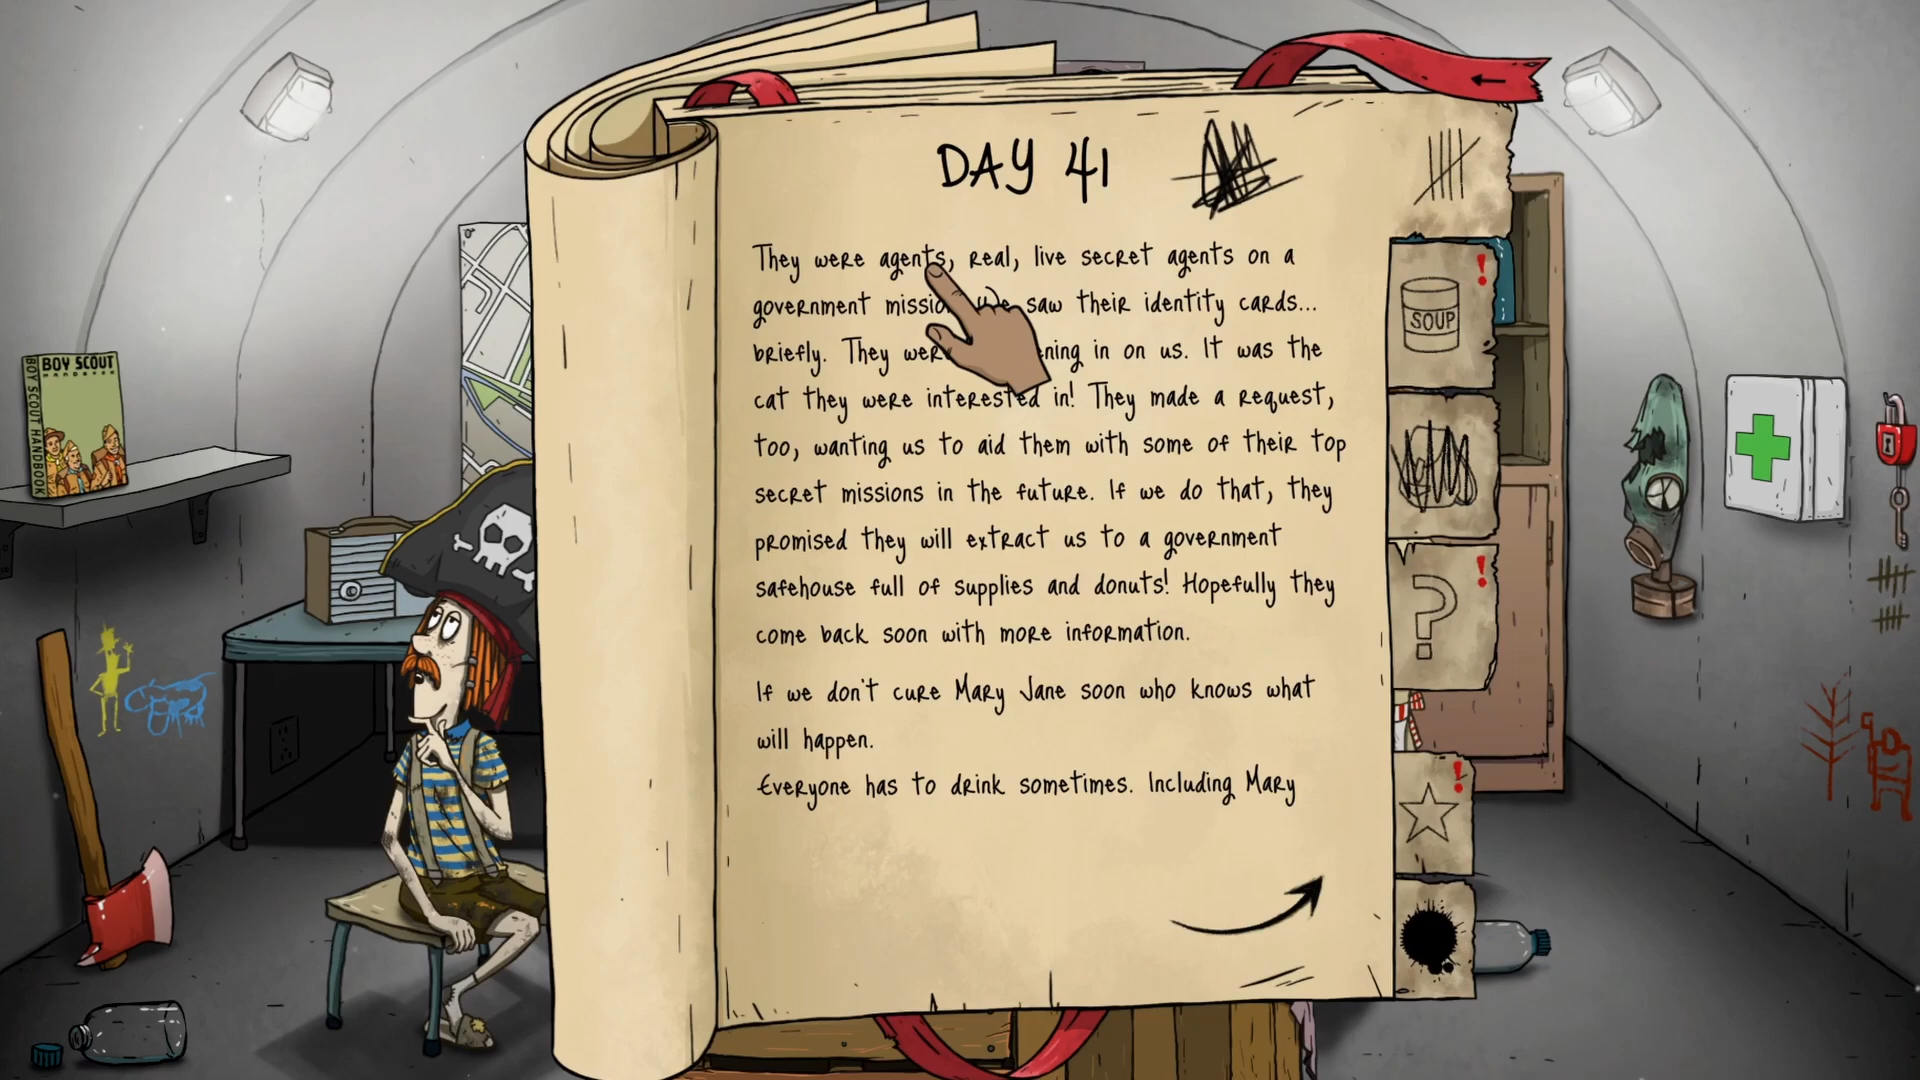 DAY 41
They were agents, real, live secret agents on a
government missio We saw their identity cards...
briefly. They wer ning in on us. It was the
cat they were interested in! They made a request,
too, wanting us to aid them with some of their top
secret missions in the future. If we do that, they
promised they will extract us to a government
safehouse full of supplies and donuts! Hopefully they
come back soon with more information.
If we don't cure Mary Jane soon who knows what
will happen.
Everyone has to drink sometimes. Including Mary
!
SOUP
!
?
!
BOY SCOUT
HANDBOOK
BOY SCOUT HANDBOOK